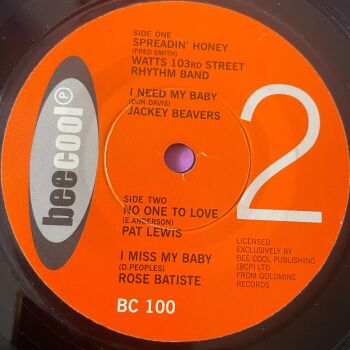 SIDE ONE
SPREADIN' HONEY
(FRED SMITH)
WATTS 103RD STREET
RHYTHM BAND
I NEED MY BABY
(DON DAVIS)
JACKEY BEAVERS
beecool P
2
SIDE TWO
NO ONE TO LOVE
(E.ANDERSON)
PAT LEWIS
I MISS MY BABY
(D.PEOPLES)
ROSE BATISTE
LICENSED
EXCLUSIVELY BY
BEE COOL PUBLISHING
(BCP) LTD
FROM GOLDMINE
RECORDS
BC 100